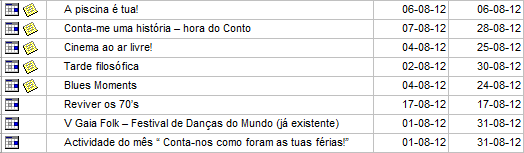 A piscina é tua! 06-08-12 06-08-12
Conta-me uma história – hora do Conto 07-08-12 28-08-12
Cinema ao ar livre! 04-08-12 25-08-12
Tarde filosófica 02-08-12 30-08-12
Blues Moments 04-08-12 24-08-12
Reviver os 70's 17-08-12 17-08-12
V Gaia Folk – Festival de Danças do Mundo (já existente) 01-08-12 31-08-12
Actividade do mês “ Conta-nos como foram as tuas férias!” 01-08-12 31-08-12